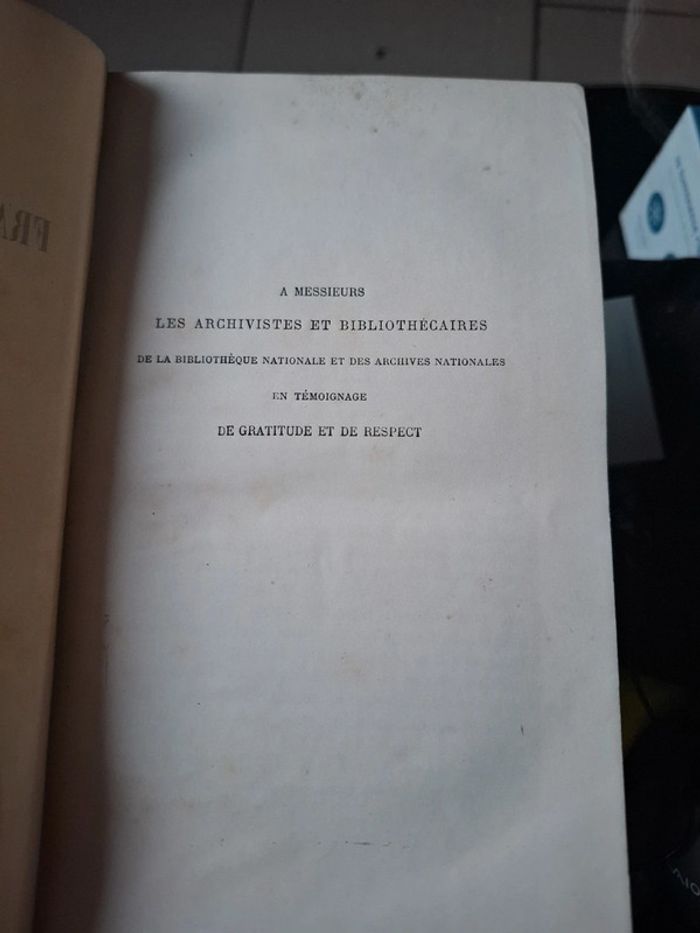 A MESSIEURS
LES ARCHIVISTES ET BIBLIOTHÉCAIRES
DE LA BIBLIOTHÈQUE NATIONALE ET DES ARCHIVES NATIONALES
EN TÉMOIGNAGE
DE GRATITUDE ET DE RESPECT